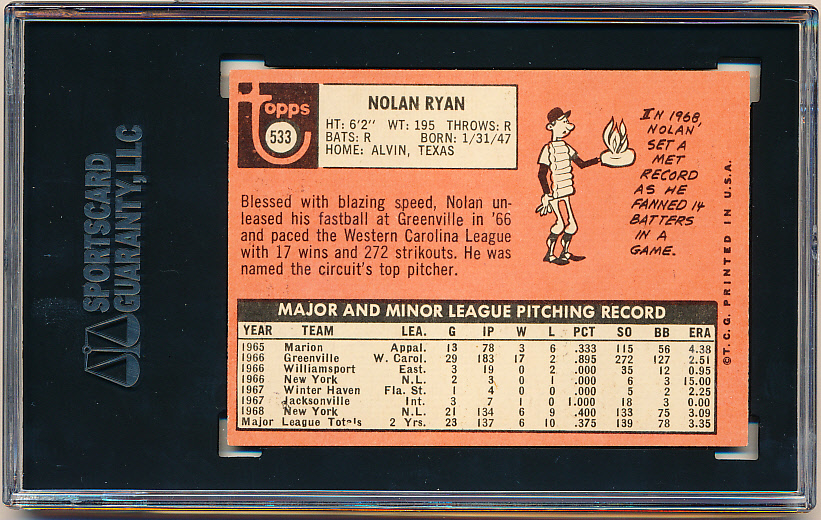 SPORTSCARD
GUARANTY, LLC
topps
533
NOLAN RYAN
HT: 6'2" WT: 195 THROWS: R
BATS: R BORN: 1/31/47
HOME: ALVIN, TEXAS
IN 1968,
NOLAN
SET A
MET
RECORD
AS HE
FANNED 14
BATTERS
IN A
GAME.
Blessed with blazing speed, Nolan un-
leased his fastball at Greenville in '66
and paced the Western Carolina League
with 17 wins and 272 strikouts. He was
named the circuit's top pitcher.
MAJOR AND MINOR LEAGUE PITCHING RECORD
YEAR TEAM LEA. G IP W L PCT SO BB ERA
1965 Marion Appal. 13 78 3 6 .333 115 56 4.38
1966 Greenville W. Carol. 29 183 17 2 .895 272 127 2.51
1966 Williamsport East. 3 19 0 2 .000 35 12 0.95
1966 New York N.L. 2 3 0 1 .000 6 3 15.00
1967 Winter Haven Fla. St. 1 4 0 0 .000 5 2 2.25
1967 Jacksonville Int. 3 7 1 0 1.000 18 3 0.00
1968 New York N.L. 21 134 6 9 .400 133 75 3.09
Major League Totals 2 Yrs. 23 137 6 10 .375 139 78 3.35
© T.C.G. PRINTED IN U.S.A.